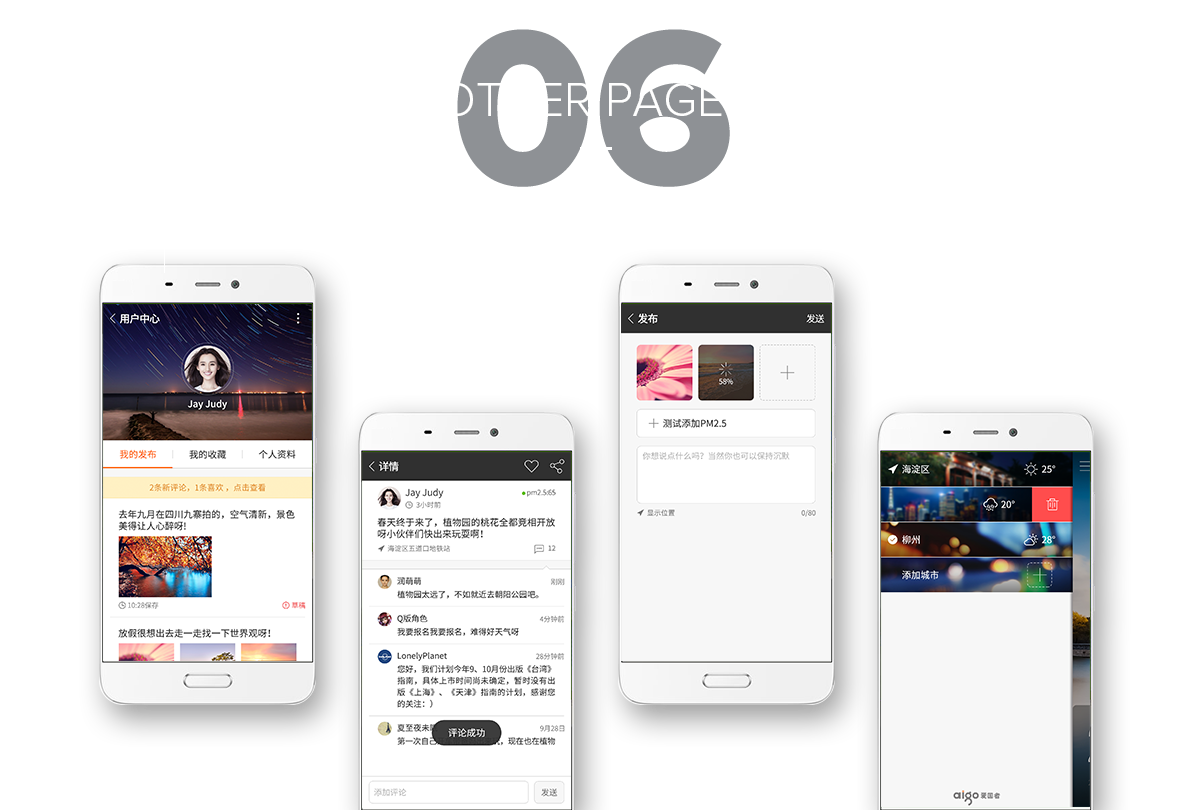 06
OTHER PAGE
用户中心
Jay Judy
我的发布
我的收藏
个人资料
2条新评论，1条喜欢 ，点击查看
去年九月在四川九寨拍的，空气清新，景色
美得让人心醉呀!
10:28保存
草稿
放假很想出去走一走找一下世界观呀!
详情
Jay Judy
pm2.5:65
3小时前
春天终于来了，植物园的桃花全都竞相开放
呀小伙伴们快出来玩耍啊!
海淀区五道口地铁站
12
润萌萌
刚刚
植物园太远了，不如就近去朝阳公园吧。
Q版角色
4分钟前
我要报名我要报名，难得好天气呀
LonelyPlanet
28分钟前
您好，我们计划今年9、10月份出版《台湾》
指南，具体上市时间尚未确定，暂时没有出
版《上海》、《天津》指南的计划，感谢您
的关注：）
夏至夜未
9月28日
评论成功
第一次自己
，现在也在植物
添加评论
发送
发布
发送
58%
测试添加PM2.5
你想说点什么吗？当然你也可以保持沉默
显示位置
0/80
海淀区
25°
20°
柳州
28°
添加城市
aigo 爱国者